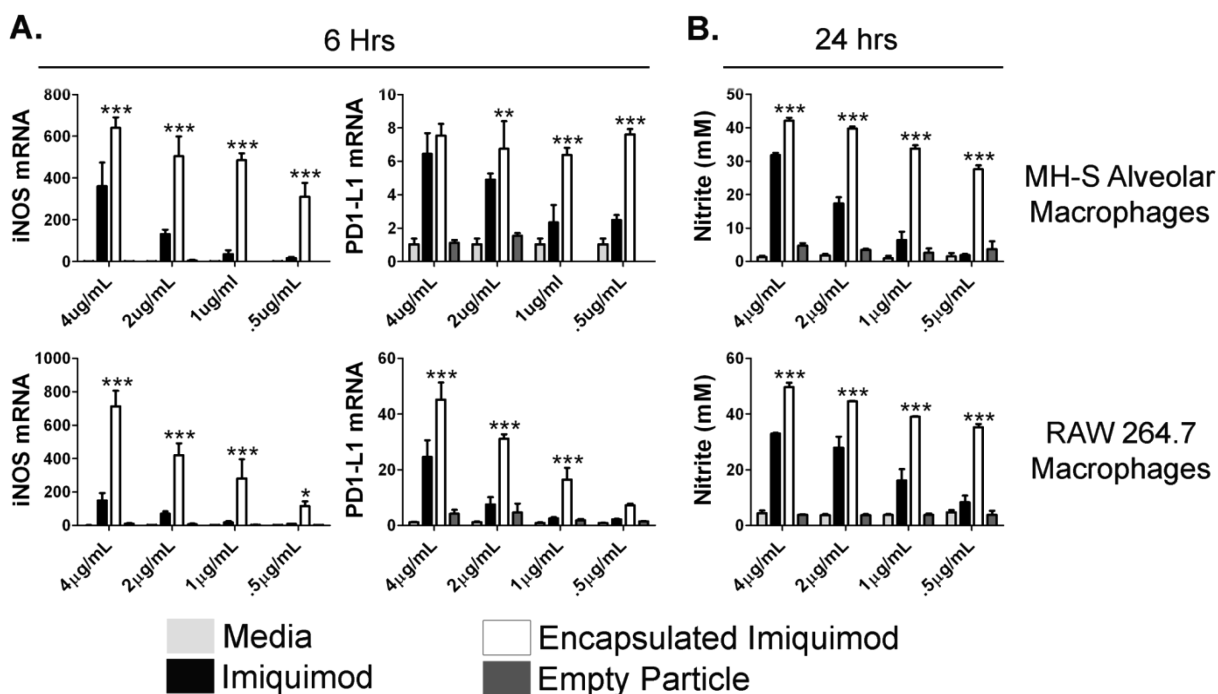 A.
6 Hrs
B.
24 hrs
iNOS mRNA
800
600
400
200
0
***
***
***
***
4ug/mL
2ug/mL
1ug/ml
.5ug/mL
PD1-L1 mRNA
10
8
6
4
2
0
**
***
***
4ug/mL
2ug/mL
1ug/ml
.5ug/mL
Nitrite (mM)
50
40
30
20
10
0
***
***
***
***
4µg/mL
2µg/mL
1µg/mL
.5µg/mL
MH-S Alveolar
Macrophages
iNOS mRNA
1000
800
600
400
200
0
***
***
***
*
4µg/mL
2µg/mL
1µg/mL
.5µg/mL
PD1-L1 mRNA
60
40
20
0
***
***
***
4µg/mL
2µg/mL
1µg/mL
.5µg/mL
Nitrite (mM)
60
40
20
0
***
***
***
***
4µg/mL
2µg/mL
1µg/mL
.5µg/mL
RAW 264.7
Macrophages
Media
Encapsulated Imiquimod
Imiquimod
Empty Particle